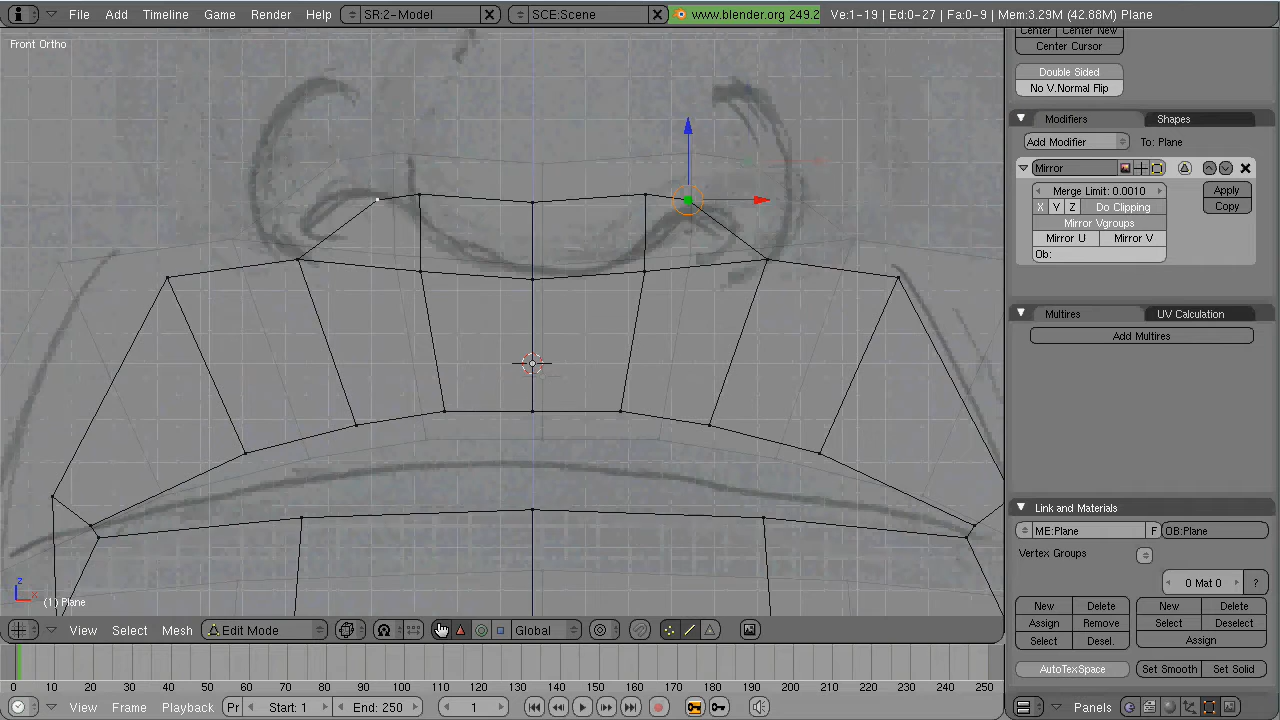 File Add Timeline Game Render Help SR:2-Model SCE:Scene www.blender.org 249.2 Ve:1-19 | Ed:0-27 | Fa:0-9 | Mem:3.29M (42.88M) Plane
Front Ortho
Center Center New
Center Cursor
Double Sided
No V.Normal Flip
Modifiers Shapes
Add Modifier To: Plane
Mirror
Merge Limit: 0.0010 Apply
X Y Z Do Clipping Copy
Mirror Vgroups
Mirror U Mirror V
Ob:
Multires UV Calculation
Add Multires
Link and Materials
ME:Plane F OB:Plane
Vertex Groups
0 Mat 0 ?
New Delete New Delete
Assign Remove Select Deselect
Select Desel. Assign
AutoTexSpace Set Smooth Set Solid
z
x
(1) Plane
View Select Mesh Edit Mode Global
0 10 20 30 40 50 60 70 80 90 100 110 120 130 140 150 160 170 180 190 200 210 220 230 240 250
View Frame Playback Pr Start: 1 End: 250 1 Panels